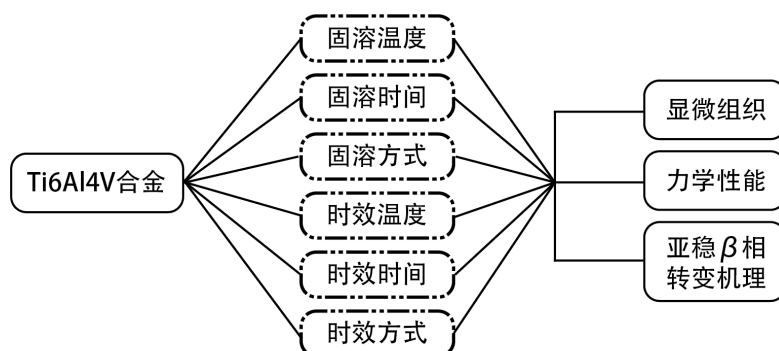 Ti6Al4V合金
固溶温度
固溶时间
固溶方式
时效温度
时效时间
时效方式
显微组织
力学性能
亚稳β相
转变机理